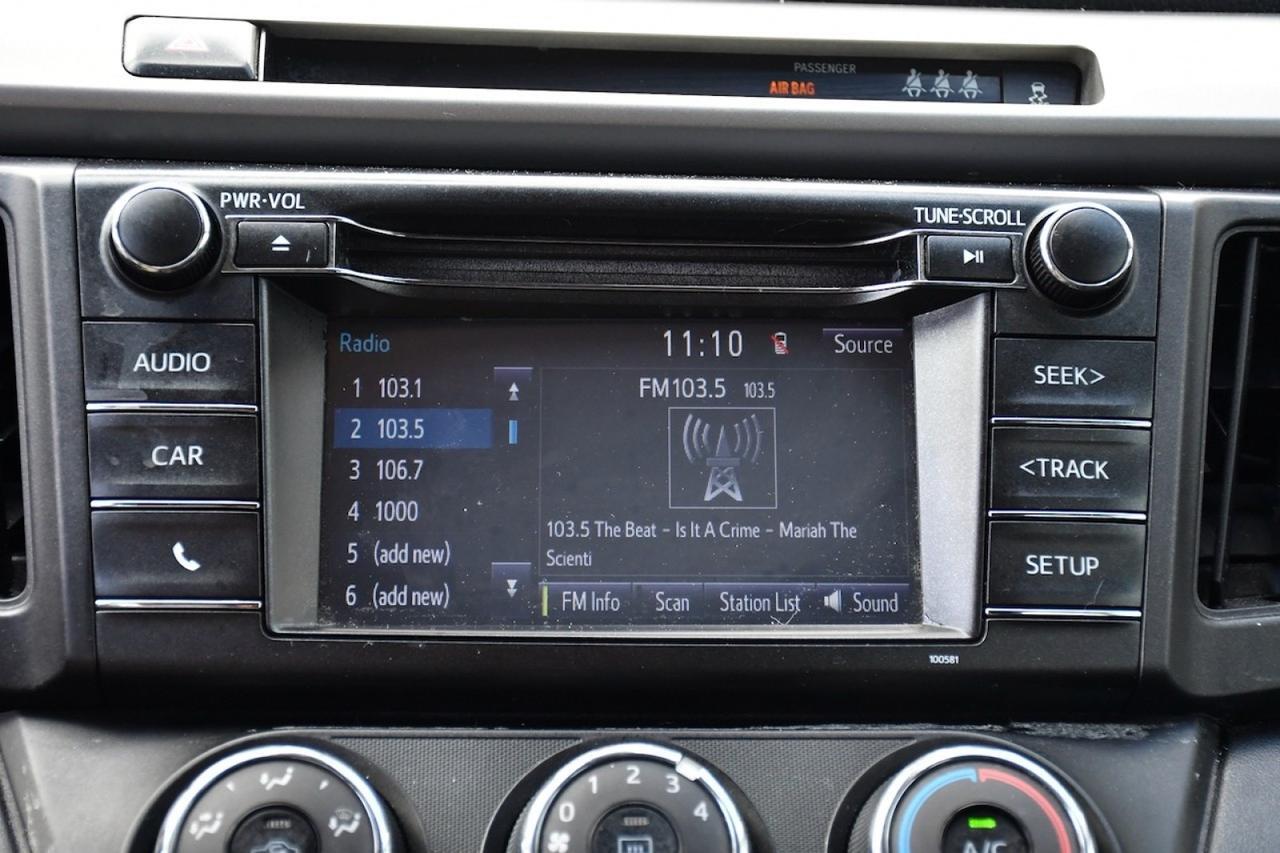 PASSENGER
AIR BAG
PWR·VOL
TUNE·SCROLL
AUDIO
CAR
Radio
11:10
Source
1 103.1
2 103.5
3 106.7
4 1000
5 (add new)
6 (add new)
FM103.5 103.5
103.5 The Beat - Is It A Crime - Mariah The
Scienti
FM Info
Scan
Station List
Sound
SEEK>
<TRACK
SETUP
100581
0 1 2 3 4
A/C